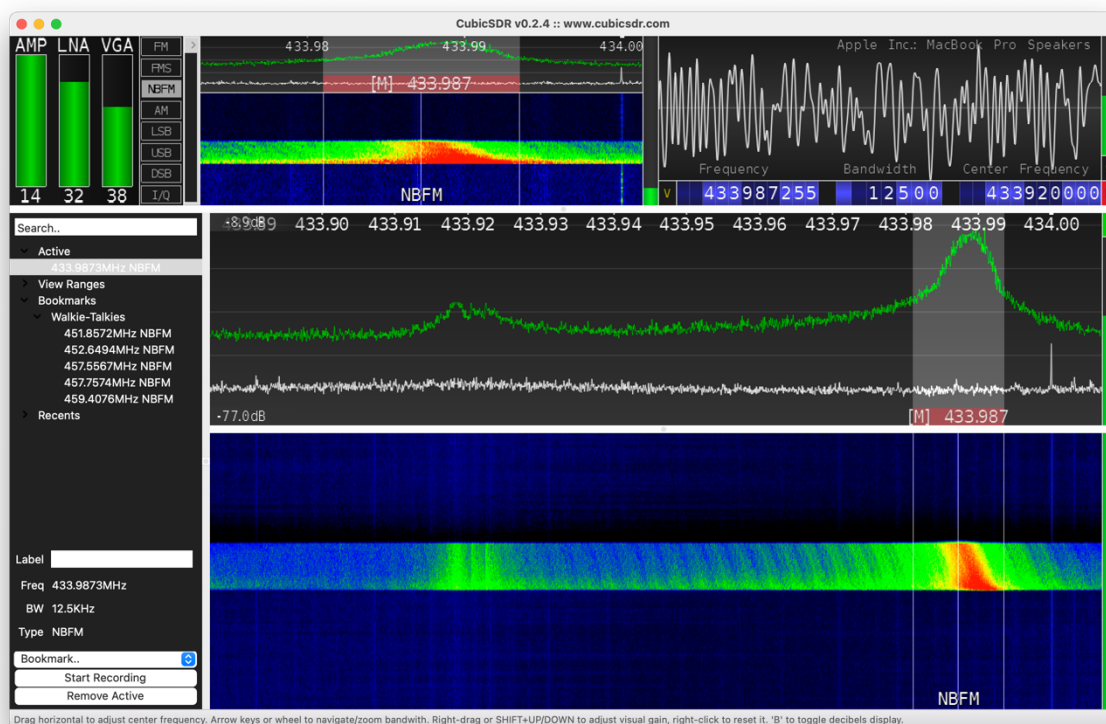 CubicSDR v0.2.4 :: www.cubicsdr.com
AMP LNA VGA
14 32 38
FM
FMS
NBFM
AM
LSB
USB
DSB
I/Q
>
433.98 433.99 434.00
[M] 433.987
NBFM
Apple Inc.: MacBook Pro Speakers
Frequency Bandwidth Center Frequency
V 433987255 12500 433920000
Search..
Active
433.9873MHz NBFM
View Ranges
Bookmarks
Walkie-Talkies
451.8572MHz NBFM
452.6494MHz NBFM
457.5567MHz NBFM
457.7574MHz NBFM
459.4076MHz NBFM
Recents
Label
Freq 433.9873MHz
BW 12.5KHz
Type NBFM
Bookmark..
Start Recording
Remove Active
433.90 433.91 433.92 433.93 433.94 433.95 433.96 433.97 433.98 433.99 434.00
-77.0dB
[M] 433.987
NBFM
Drag horizontal to adjust center frequency. Arrow keys or wheel to navigate/zoom bandwith. Right-drag or SHIFT+UP/DOWN to adjust visual gain, right-click to reset it. 'B' to toggle decibels display.